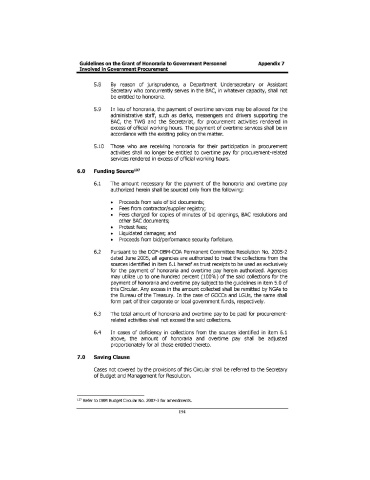 Guidelines on the Grant of Honoraria to Government Personnel Appendix 7
Involved in Government Procurement
5.8 By reason of jurisprudence, a Department Undersecretary or Assistant
Secretary who concurrently serves in the BAC, in whatever capacity, shall not
be entitled to honoraria.
5.9 In lieu of honoraria, the payment of overtime services may be allowed for the
administrative staff, such as clerks, messengers and drivers supporting the
BAC, the TWG and the Secretariat, for procurement activities rendered in
excess of official working hours. The payment of overtime services shall be in
accordance with the existing policy on the matter.
5.10 Those who are receiving honoraria for their participation in procurement
activities shall no longer be entitled to overtime pay for procurement-related
services rendered in excess of official working hours.
6.0 Funding Source
6.1 The amount necessary for the payment of the honoraria and overtime pay
authorized herein shall be sourced only from the following:
• Proceeds from sale of bid documents;
• Fees from contractor/supplier registry;
• Fees charged for copies of minutes of bid openings, BAC resolutions and
other BAC documents;
• Protest fees;
• Liquidated damages; and
• Proceeds from bid/performance security forfeiture.
6.2 Pursuant to the DOF-DBM-COA Permanent Committee Resolution No. 2005-2
dated June 2005, all agencies are authorized to treat the collections from the
sources identified in item 6.1 hereof as trust receipts to be used exclusively
for the payment of honoraria and overtime pay herein authorized. Agencies
may utilize up to one hundred percent (100%) of the said collections for the
payment of honoraria and overtime pay subject to the guidelines in item 5.0 of
this Circular. Any excess in the amount collected shall be remitted by NGAs to
the Bureau of the Treasury. In the case of GOCCs and LGUs, the same shall
form part of their corporate or local government funds, respectively.
6.3 The total amount of honoraria and overtime pay to be paid for procurement-
related activities shall not exceed the said collections.
6.4 In cases of deficiency in collections from the sources identified in item 6.1
above, the amount of honoraria and overtime pay shall be adjusted
proportionately for all those entitled thereto.
7.0 Saving Clause
Cases not covered by the provisions of this Circular shall be referred to the Secretary
of Budget and Management for Resolution.
Refer to DBM Budget Circular No. 2007-3 for amendments.